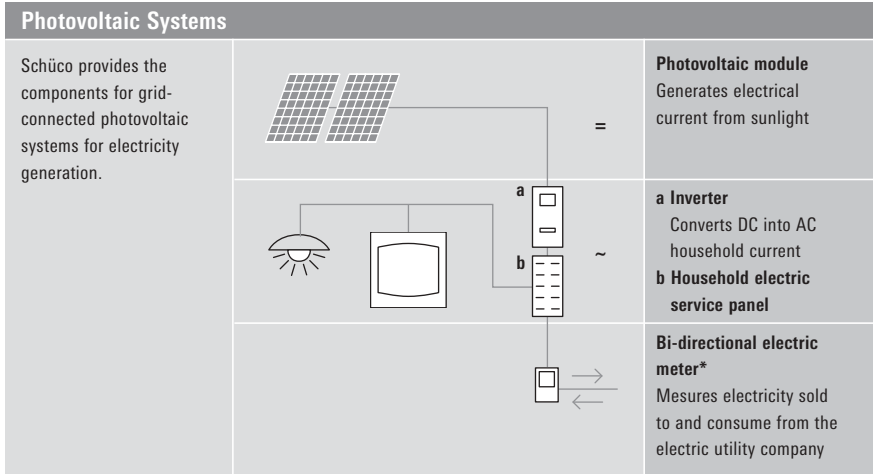 Photovoltaic Systems
Schüco provides the
components for grid-
connected photovoltaic
systems for electricity
generation.
=
Photovoltaic module
Generates electrical
current from sunlight
a
b
~
a Inverter
Converts DC into AC
household current
b Household electric
service panel
Bi-directional electric
meter*
Mesures electricity sold
to and consume from the
electric utility company